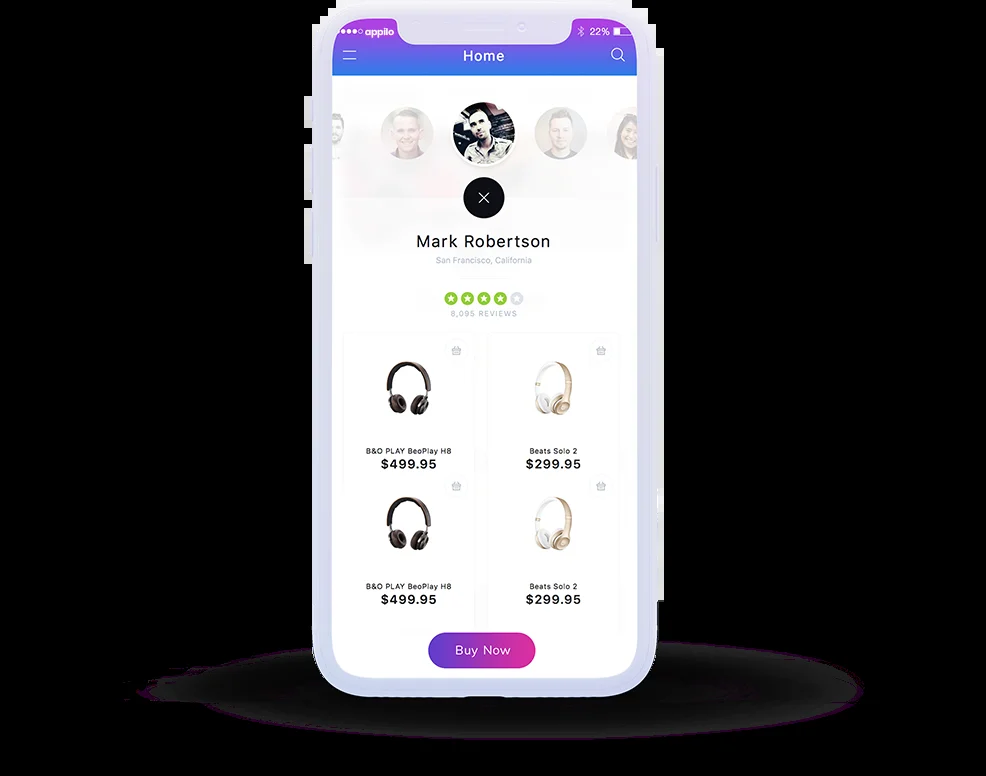 appilo 22%
Home
Mark Robertson
San Francisco, California
8,095 REVIEWS
B&O PLAY BeoPlay H8 Beats Solo 2
$499.95 $299.95
B&O PLAY BeoPlay H8 Beats Solo 2
$499.95 $299.95
Buy Now